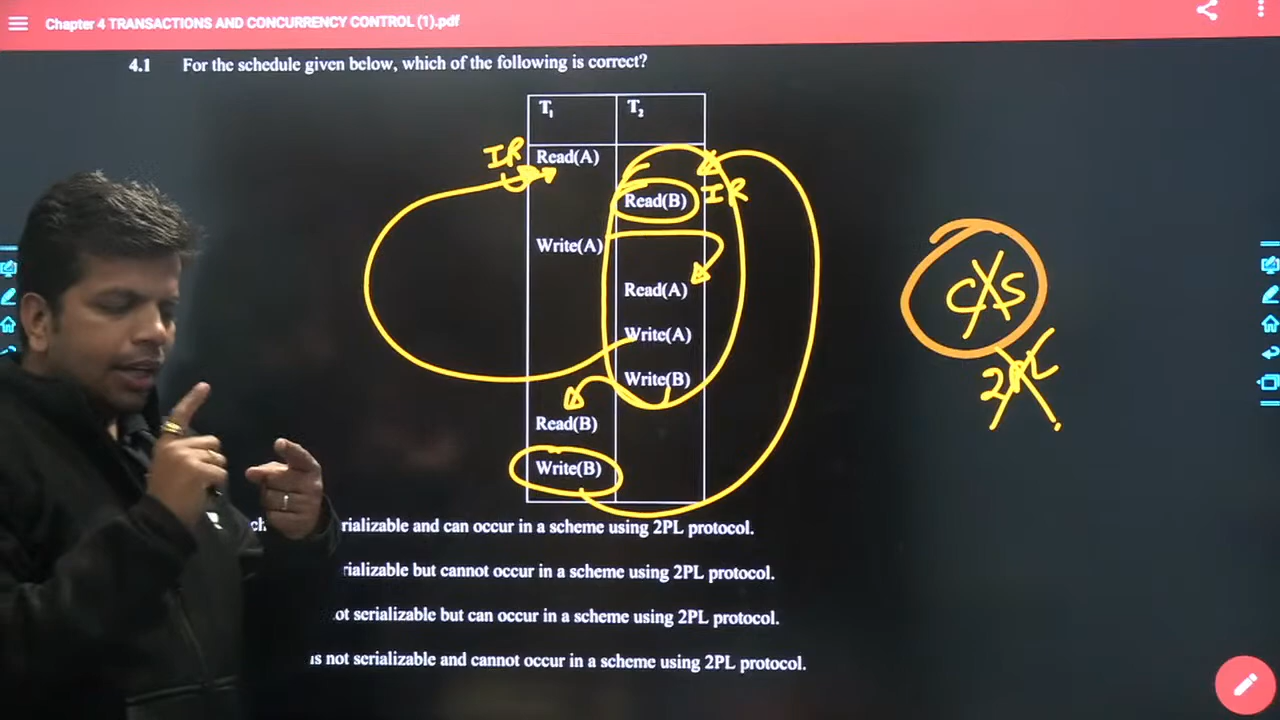 Chapter 4 TRANSACTIONS AND CONCURRENCY CONTROL (1).pdf
4.1 For the schedule given below, which of the following is correct?
T1 T2
IR Read(A)
Read(B) IR
Write(A)
Read(A)
Write(A)
Write(B)
Read(B)
Write(B)
CS
2PL
rializable and can occur in a scheme using 2PL protocol.
rializable but cannot occur in a scheme using 2PL protocol.
ot serializable but can occur in a scheme using 2PL protocol.
is not serializable and cannot occur in a scheme using 2PL protocol.